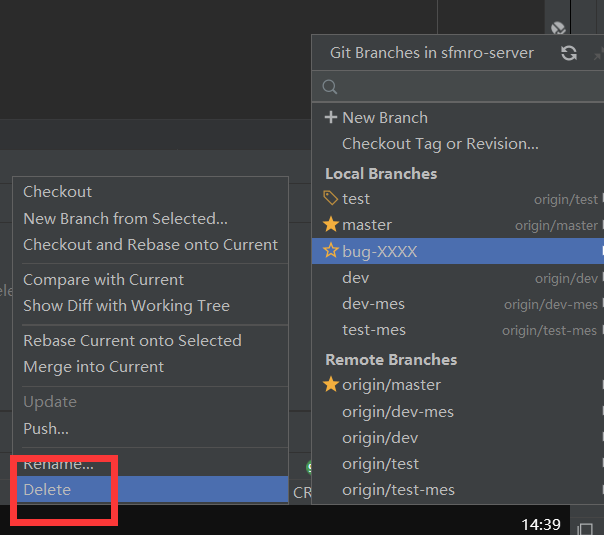 Git Branches in sfmro-server
New Branch
Checkout Tag or Revision...
Local Branches
test origin/test
master origin/master
bug-XXXX
dev origin/dev
dev-mes origin/dev-mes
test-mes origin/test-mes
Remote Branches
origin/master
origin/dev-mes
origin/dev
origin/test
origin/test-mes
Checkout
New Branch from Selected...
Checkout and Rebase onto Current
Compare with Current
Show Diff with Working Tree
Rebase Current onto Selected
Merge into Current
Update
Push...
Rename...
Delete
CR
14:39